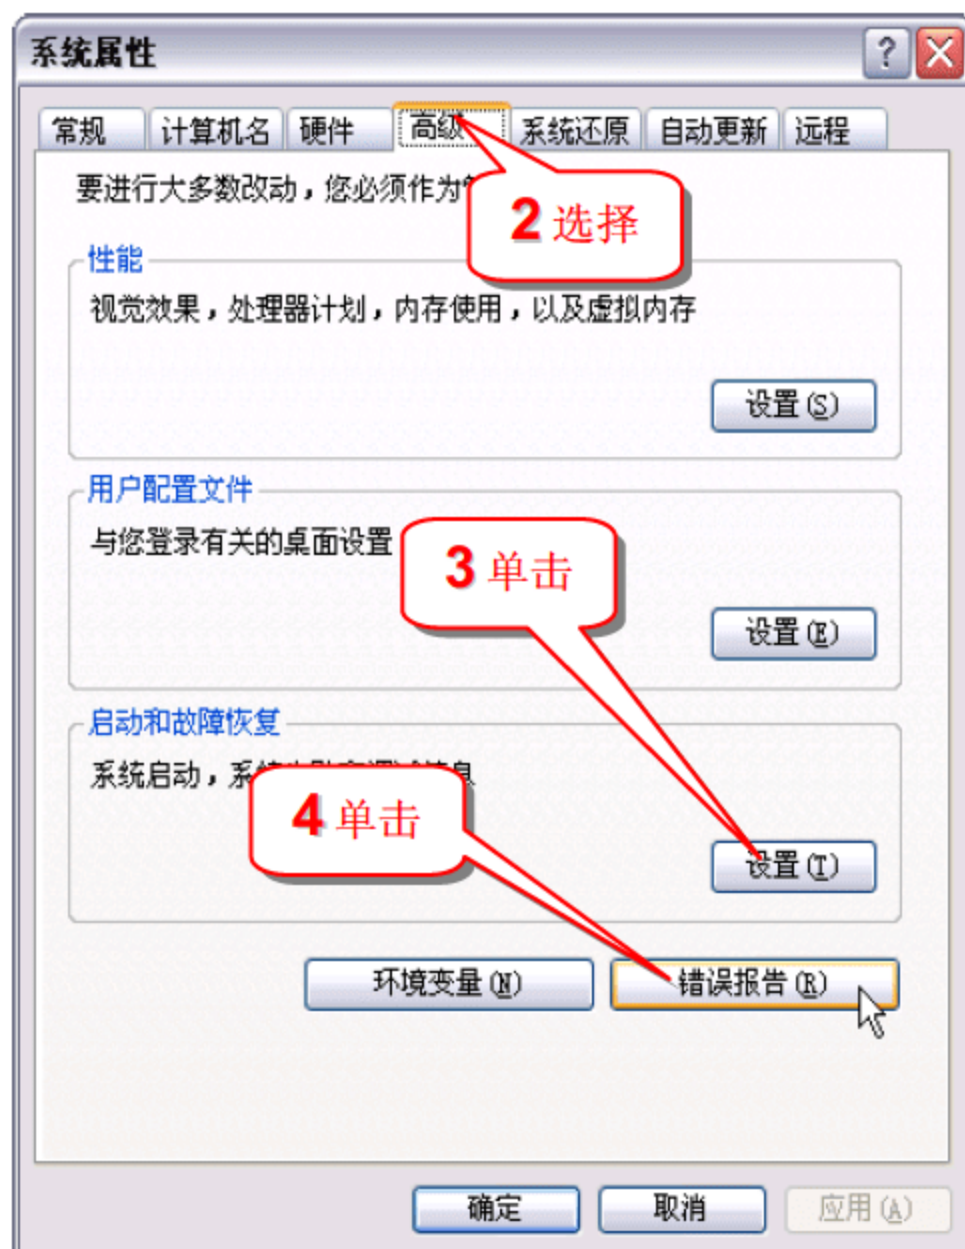 系统属性
常规 计算机名 硬件 高级 系统还原 自动更新 远程
要进行大多数改动，您必须作为
2 选择
性能
视觉效果，处理器计划，内存使用，以及虚拟内存
设置(S)
用户配置文件
与您登录有关的桌面设置
3 单击
设置(E)
启动和故障恢复
系统启动，系
4 单击
设置(T)
环境变量(N) 错误报告(R)
确定 取消 应用(A)